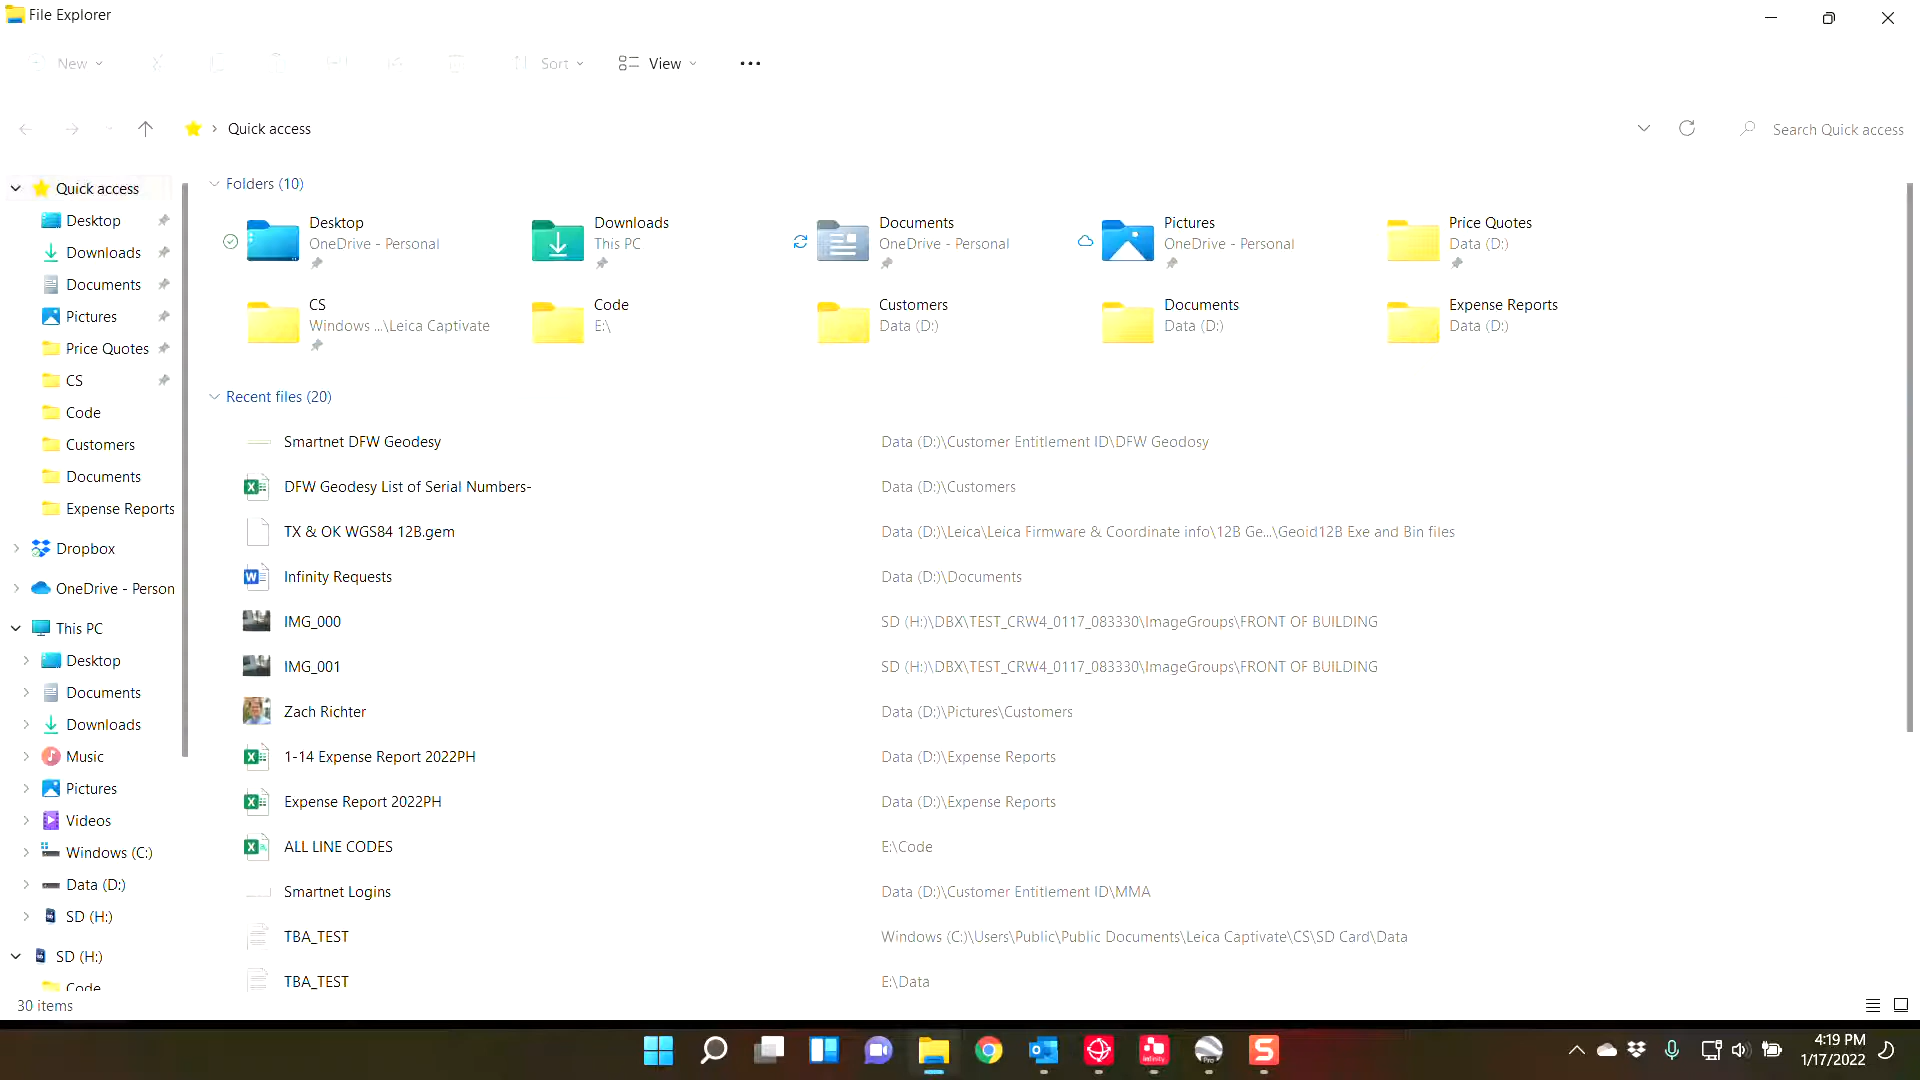 File Explorer
New
Sort
View
Quick access
Search Quick access
Quick access
Desktop
Downloads
Documents
Pictures
Price Quotes
CS
Code
Customers
Documents
Expense Reports
Dropbox
OneDrive - Person
This PC
Desktop
Documents
Downloads
Music
Pictures
Videos
Windows (C:)
Data (D:)
SD (H:)
SD (H:)
Code
30 items
Folders (10)
Desktop
OneDrive - Personal
Downloads
This PC
Documents
OneDrive - Personal
Pictures
OneDrive - Personal
Price Quotes
Data (D:)
CS
Windows ...\Leica Captivate
Code
E:\
Customers
Data (D:)
Documents
Data (D:)
Expense Reports
Data (D:)
Recent files (20)
Smartnet DFW Geodesy Data (D:)\Customer Entitlement ID\DFW Geodosy
DFW Geodesy List of Serial Numbers- Data (D:)\Customers
TX & OK WGS84 12B.gem Data (D:)\Leica\Leica Firmware & Coordinate info\12B Ge...\Geoid12B Exe and Bin files
Infinity Requests Data (D:)\Documents
IMG_000 SD (H:)\DBX\TEST_CRW4_0117_083330\ImageGroups\FRONT OF BUILDING
IMG_001 SD (H:)\DBX\TEST_CRW4_0117_083330\ImageGroups\FRONT OF BUILDING
Zach Richter Data (D:)\Pictures\Customers
1-14 Expense Report 2022PH Data (D:)\Expense Reports
Expense Report 2022PH Data (D:)\Expense Reports
ALL LINE CODES E:\Code
Smartnet Logins Data (D:)\Customer Entitlement ID\MMA
TBA_TEST Windows (C:)\Users\Public\Public Documents\Leica Captivate\CS\SD Card\Data
TBA_TEST E:\Data
infinity
Pro
4:19 PM
1/17/2022